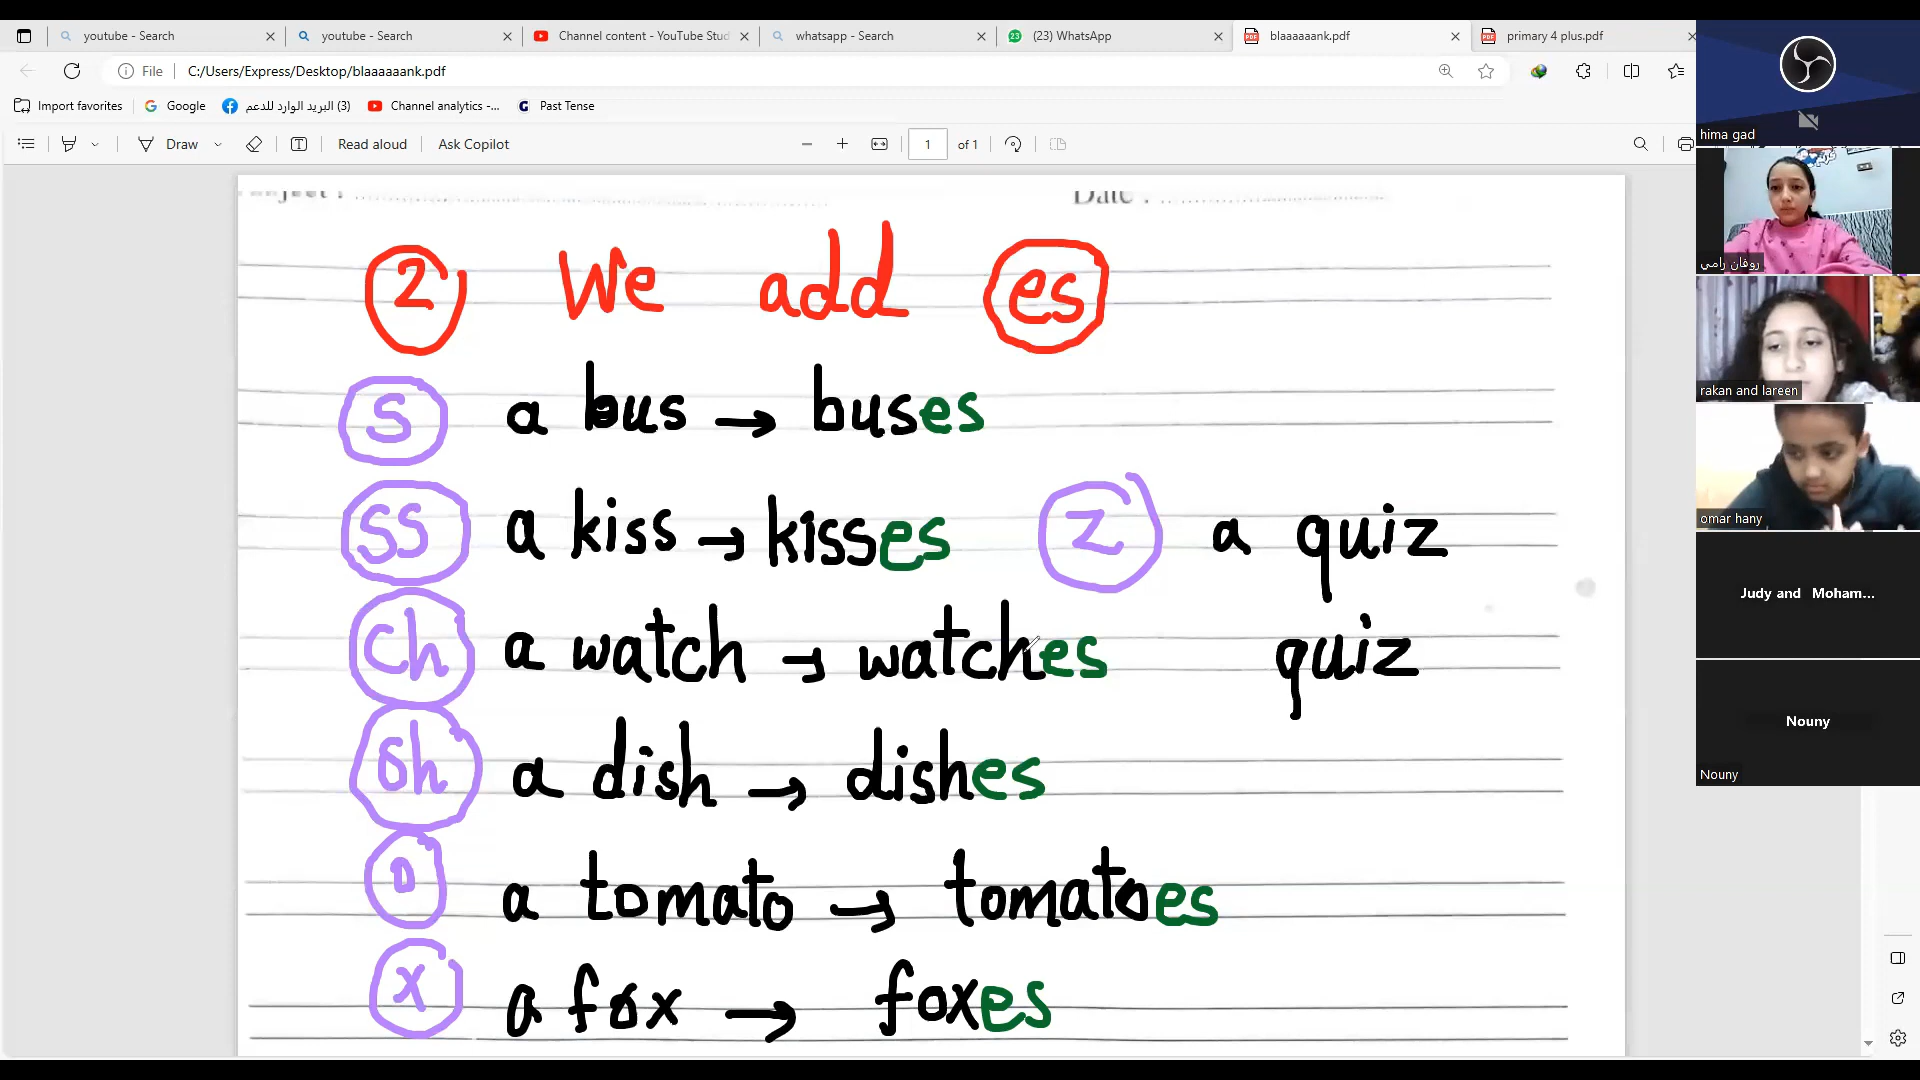 youtube - Search
youtube - Search
Channel content - YouTube Stud
whatsapp - Search
(23) WhatsApp
blaaaaaank.pdf
primary 4 plus.pdf
File
C:/Users/Express/Desktop/blaaaaaank.pdf
Import favorites
Google
(3) البريد الوارد للدعم
Channel analytics -...
Past Tense
Draw
Read aloud
Ask Copilot
1 of 1
Date :
2 We add es
S a bus → buses
SS a kiss → kisses
Z a quiz
Ch a watch → watches
quiz
Sh a dish → dishes
O a tomato → tomatoes
X a fox → foxes
hima gad
روفان رامي
rakan and lareen
omar hany
Judy and Moham...
Nouny
Nouny